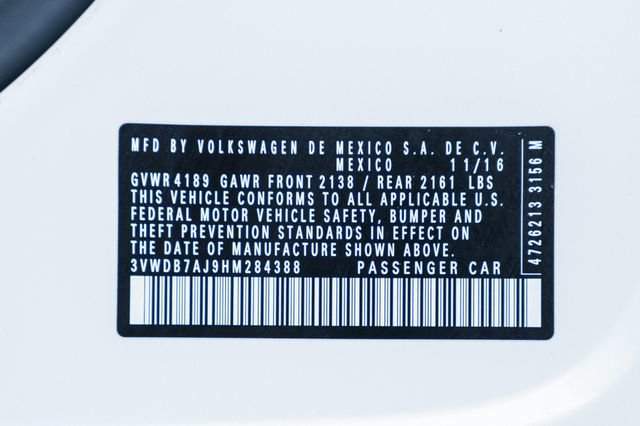 MFD BY VOLKSWAGEN DE MEXICO S.A. DE C.V.
MEXICO 11/16
GVWR 4189 GAWR FRONT 2138 / REAR 2161 LBS
THIS VEHICLE CONFORMS TO ALL APPLICABLE U.S.
FEDERAL MOTOR VEHICLE SAFETY, BUMPER AND
THEFT PREVENTION STANDARDS IN EFFECT ON
THE DATE OF MANUFACTURE SHOWN ABOVE.
3VWDB7AJ9HM284388 PASSENGER CAR
4726213 3156 M